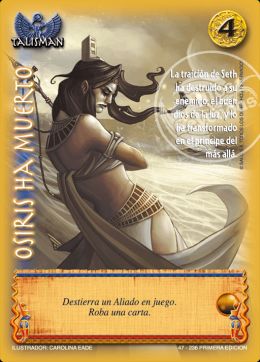 TALISMAN
4
OSIRIS HA MUERTO
La traición de Seth
ha destruido a su
enemigo, el buen
dios de la luz, y lo
ha transformado
en el príncipe del
más allá.
Destierra un Aliado en juego.
Roba una carta.
ILUSTRADOR: CAROLINA EADE
47 - 206 PRIMERA EDICION